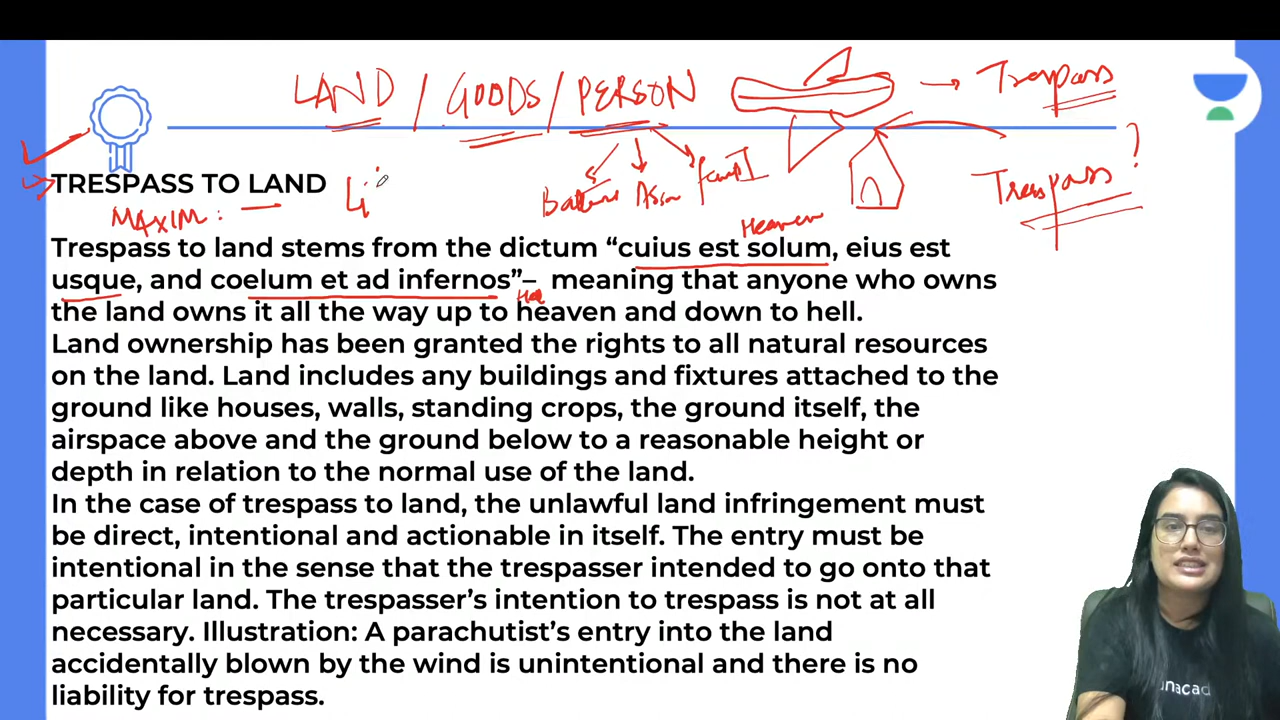 LAND / GOODS / PERSON → Trespass
Trespass ?
TRESPASS TO LAND
MAXIM:
Heaven
Trespass to land stems from the dictum “cuius est solum, eius est
usque, and coelum et ad infernos”– meaning that anyone who owns
the land owns it all the way up to heaven and down to hell.
Land ownership has been granted the rights to all natural resources
on the land. Land includes any buildings and fixtures attached to the
ground like houses, walls, standing crops, the ground itself, the
airspace above and the ground below to a reasonable height or
depth in relation to the normal use of the land.
In the case of trespass to land, the unlawful land infringement must
be direct, intentional and actionable in itself. The entry must be
intentional in the sense that the trespasser intended to go onto that
particular land. The trespasser’s intention to trespass is not at all
necessary. Illustration: A parachutist’s entry into the land
accidentally blown by the wind is unintentional and there is no
liability for trespass.
unacad